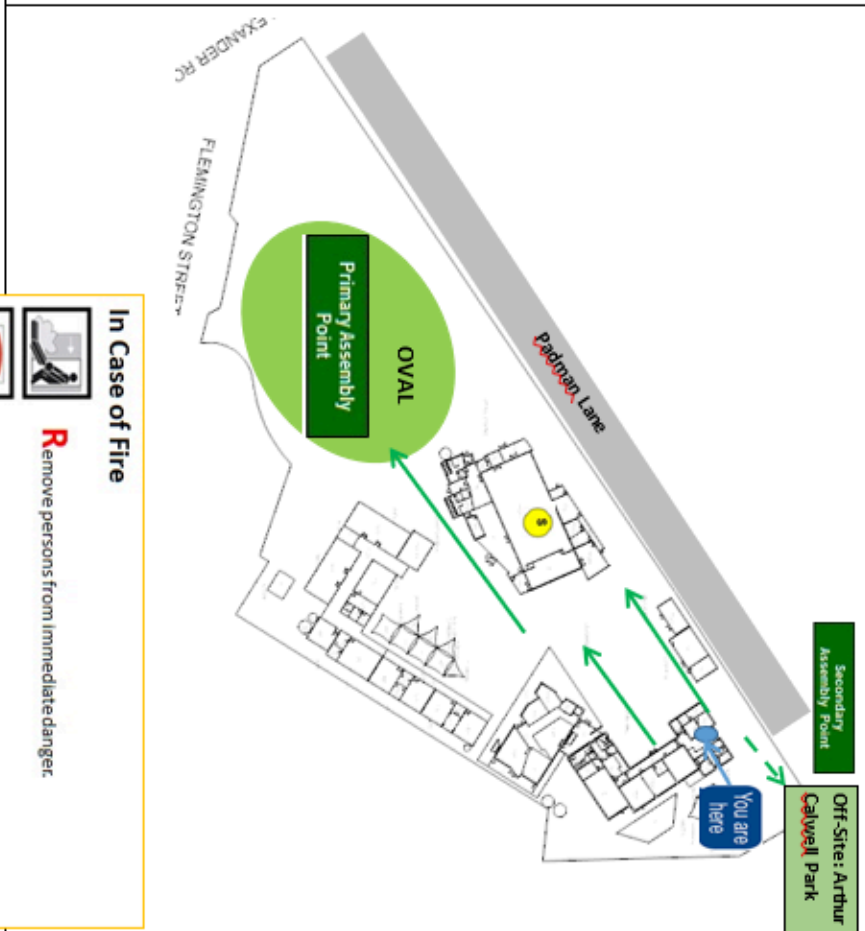 EXANDER RO
FLEMINGTON STREET
Padman Lane
OVAL
Primary Assembly
Point
Secondary
Assembly Point
Off-Site: Arthur
Calwell Park
You are
here
In Case of Fire
Remove persons from immediate danger.